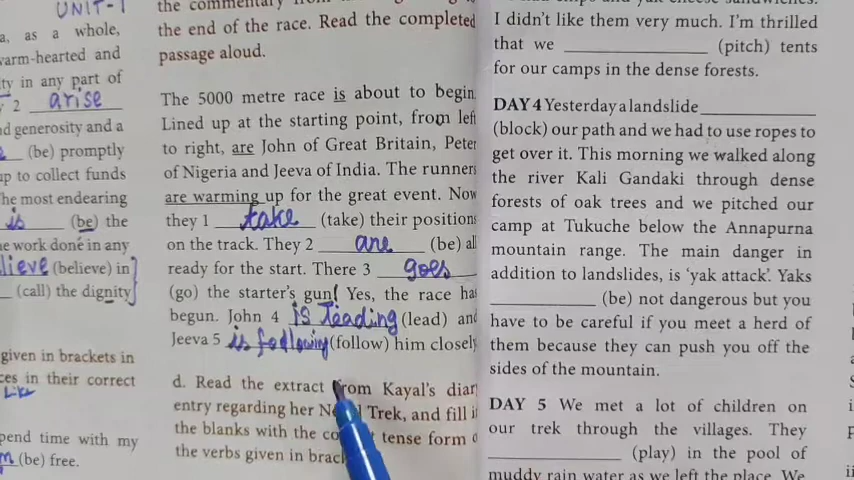 UNIT-1
a, as a whole,
warm-hearted and
ty in any part of
2 arise
nd generosity and a
(be) promptly
up to collect funds
he most endearing
is (be) the
e work done in any
lieve (believe) in
(call) the dignity
given in brackets in
ces in their correct
Like
pend time with my
m (be) free.
the end of the race. Read the completed
passage aloud.
The 5000 metre race is about to begin
Lined up at the starting point, from left
to right, are John of Great Britain, Peter
of Nigeria and Jeeva of India. The runners
are warming up for the great event. Now
they 1 take (take) their positions
on the track. They 2 are (be) all
ready for the start. There 3 goes
(go) the starter's gun! Yes, the race ha
begun. John 4 is leading (lead) and
Jeeva 5 is following (follow) him closely
d. Read the extract from Kayal's diar
entry regarding her N l Trek, and fill i
the blanks with the co t tense form o
the verbs given in brack
I didn't like them very much. I'm thrilled
that we (pitch) tents
for our camps in the dense forests.
DAY 4 Yesterday a landslide
(block) our path and we had to use ropes to
get over it. This morning we walked along
the river Kali Gandaki through dense
forests of oak trees and we pitched our
camp at Tukuche below the Annapurna
mountain range. The main danger in
addition to landslides, is 'yak attack'. Yaks
(be) not dangerous but you
have to be careful if you meet a herd of
them because they can push you off the
sides of the mountain.
DAY 5 We met a lot of children on
our trek through the villages. They
(play) in the pool of
muddy rain water as we left the place. We